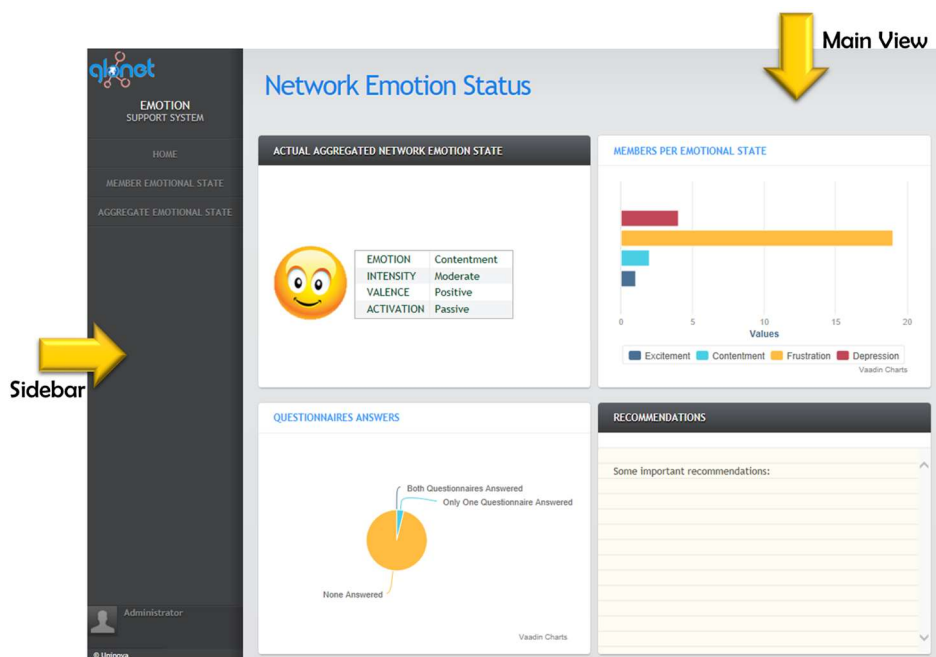 Main View
glonet
EMOTION
SUPPORT SYSTEM
HOME
MEMBER EMOTIONAL STATE
AGGREGATE EMOTIONAL STATE
Sidebar
Administrator
© Uninova
Network Emotion Status
ACTUAL AGGREGATED NETWORK EMOTION STATE
EMOTION Contentment
INTENSITY Moderate
VALENCE Positive
ACTIVATION Passive
MEMBERS PER EMOTIONAL STATE
0 5 10 15 20
Values
Excitement Contentment Frustration Depression
Vaadin Charts
QUESTIONNAIRES ANSWERS
Both Questionnaires Answered
Only One Questionnaire Answered
None Answered
Vaadin Charts
RECOMMENDATIONS
Some important recommendations: